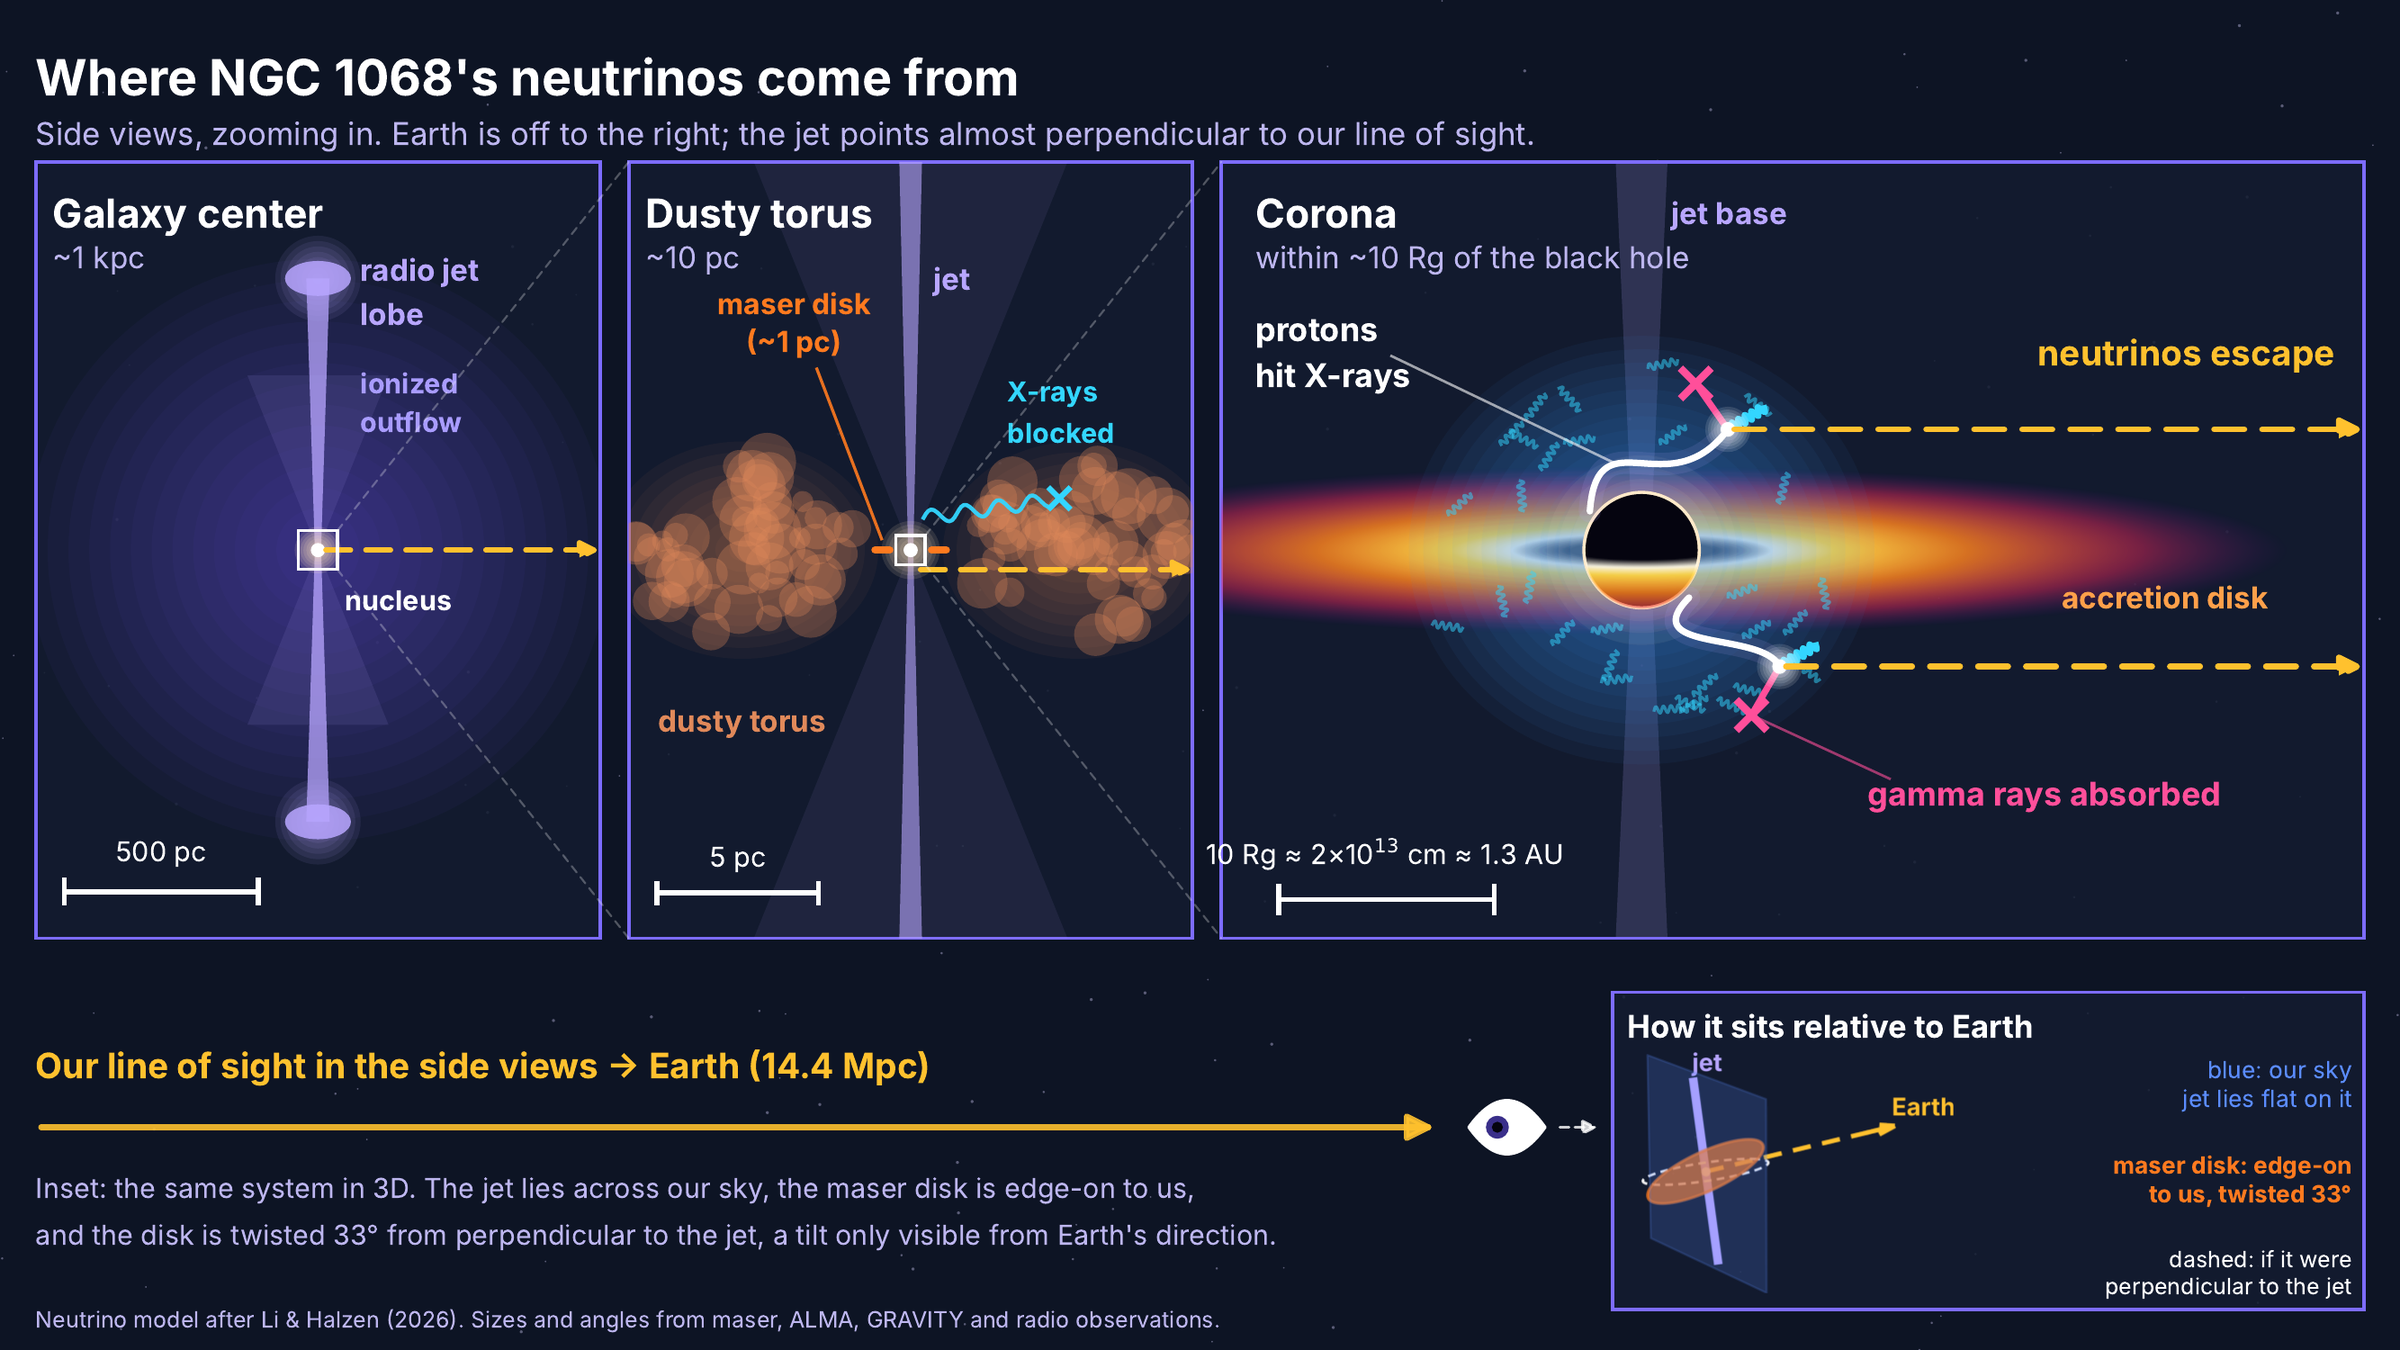 Where NGC 1068's neutrinos come from
Side views, zooming in. Earth is off to the right; the jet points almost perpendicular to our line of sight.
Galaxy center
~1 kpc
radio jet
lobe
ionized
outflow
nucleus
500 pc
Dusty torus
~10 pc
jet
maser disk
(~1 pc)
X-rays
blocked
dusty torus
5 pc
Corona
within ~10 Rg of the black hole
jet base
protons
hit X-rays
neutrinos escape
accretion disk
gamma rays absorbed
10 Rg ≈ 2×10¹³ cm ≈ 1.3 AU
Our line of sight in the side views → Earth (14.4 Mpc)
Inset: the same system in 3D. The jet lies across our sky, the maser disk is edge-on to us,
and the disk is twisted 33° from perpendicular to the jet, a tilt only visible from Earth's direction.
Neutrino model after Li & Halzen (2026). Sizes and angles from maser, ALMA, GRAVITY and radio observations.
How it sits relative to Earth
jet
Earth
blue: our sky
jet lies flat on it
maser disk: edge-on
to us, twisted 33°
dashed: if it were
perpendicular to the jet